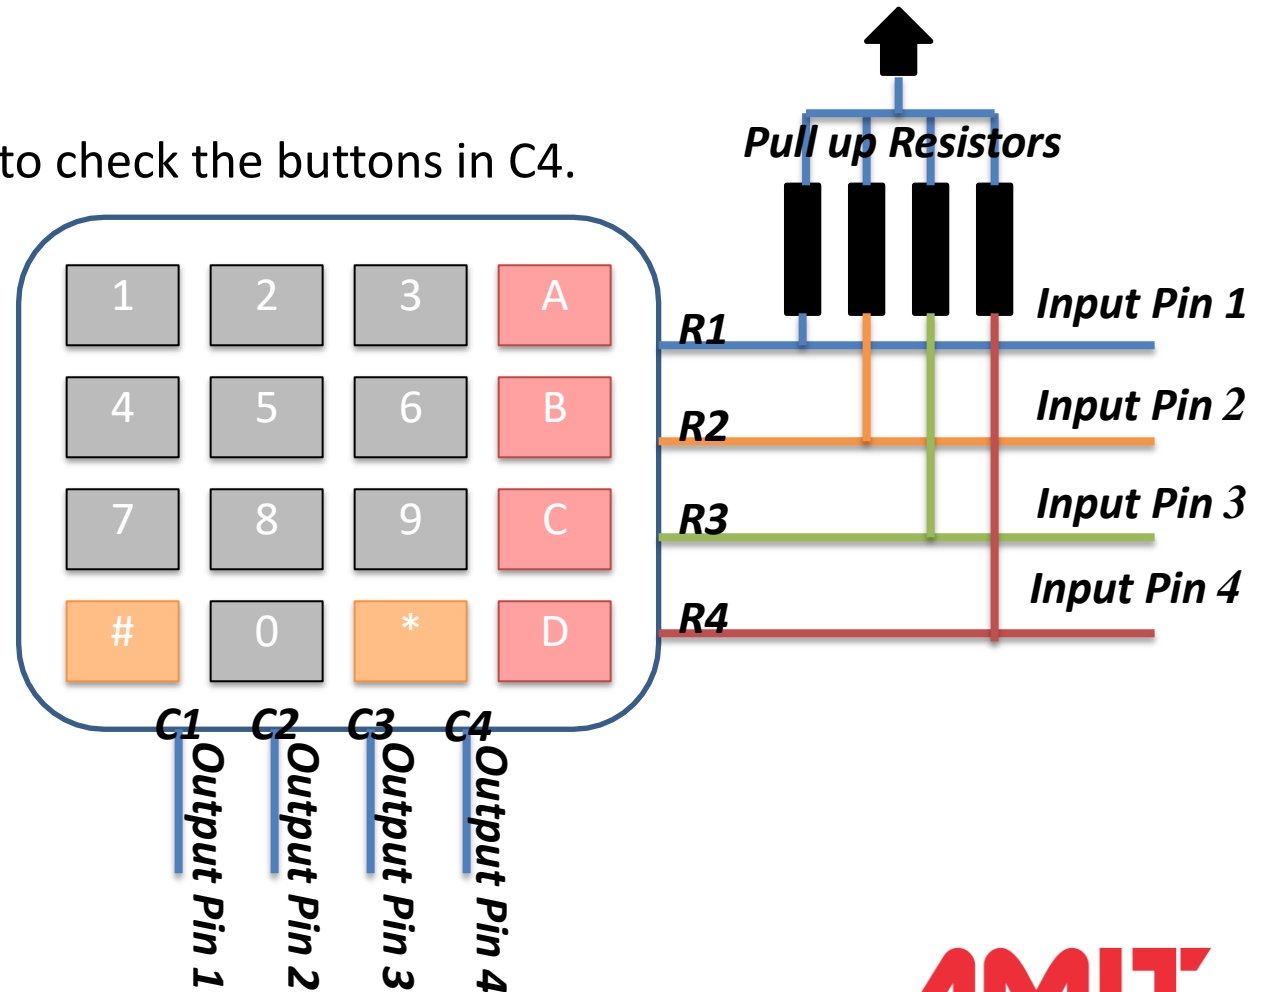 Pull up Resistors
to check the buttons in C4.
1 2 3 A
4 5 6 B
7 8 9 C
# 0 * D
R1
R2
R3
R4
Input Pin 1
Input Pin 2
Input Pin 3
Input Pin 4
C1 C2 C3 C4
Output Pin 1
Output Pin 2
Output Pin 3
Output Pin 4
AMIT